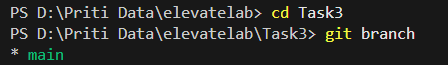 PS D:\Priti Data\elevatelab> cd Task3
PS D:\Priti Data\elevatelab\Task3> git branch
* main